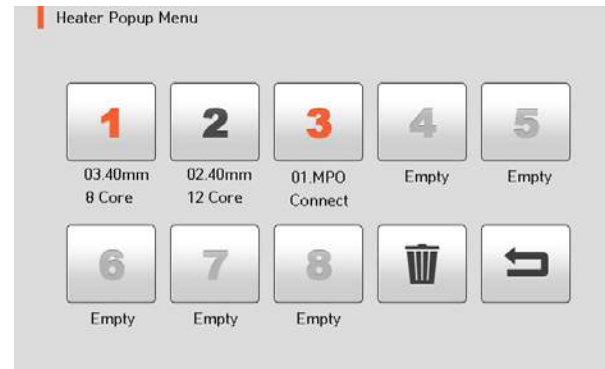 Heater Popup Menu
1 2 3 4 5
03.40mm 02.40mm 01.MPO Empty Empty
8 Core 12 Core Connect
6 7 8
Empty Empty Empty